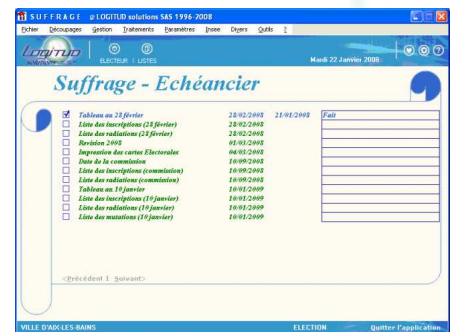 SUFFRAGE @ LOGITUD solutions SAS 1996-2008
Fichier Découpages Gestion Traitements Paramètres Insee Divers Outils ?
LOGITUD
solutions
ELECTEUR | LISTES
Mardi 22 Janvier 2008
Suffrage - Echéancier
Tableau au 28 février 28/02/2008 21/01/2008 Fait
Liste des inscriptions (28 février) 28/02/2008
Liste des radiations (28 février) 28/02/2008
Revision 2008 01/03/2008
Impression des cartes Electorales 04/03/2008
Date de la commission 10/09/2008
Liste des inscriptions (commission) 10/09/2008
Liste des radiations (commission) 10/09/2008
Tableau au 10 janvier 10/01/2009
Liste des inscriptions (10 janvier) 10/01/2009
Liste des radiations (10 janvier) 10/01/2009
Liste des mutations (10 janvier) 10/01/2009
<Précédent 1 Suivant>
VILLE D'AIX-LES-BAINS ELECTION Quitter l'application